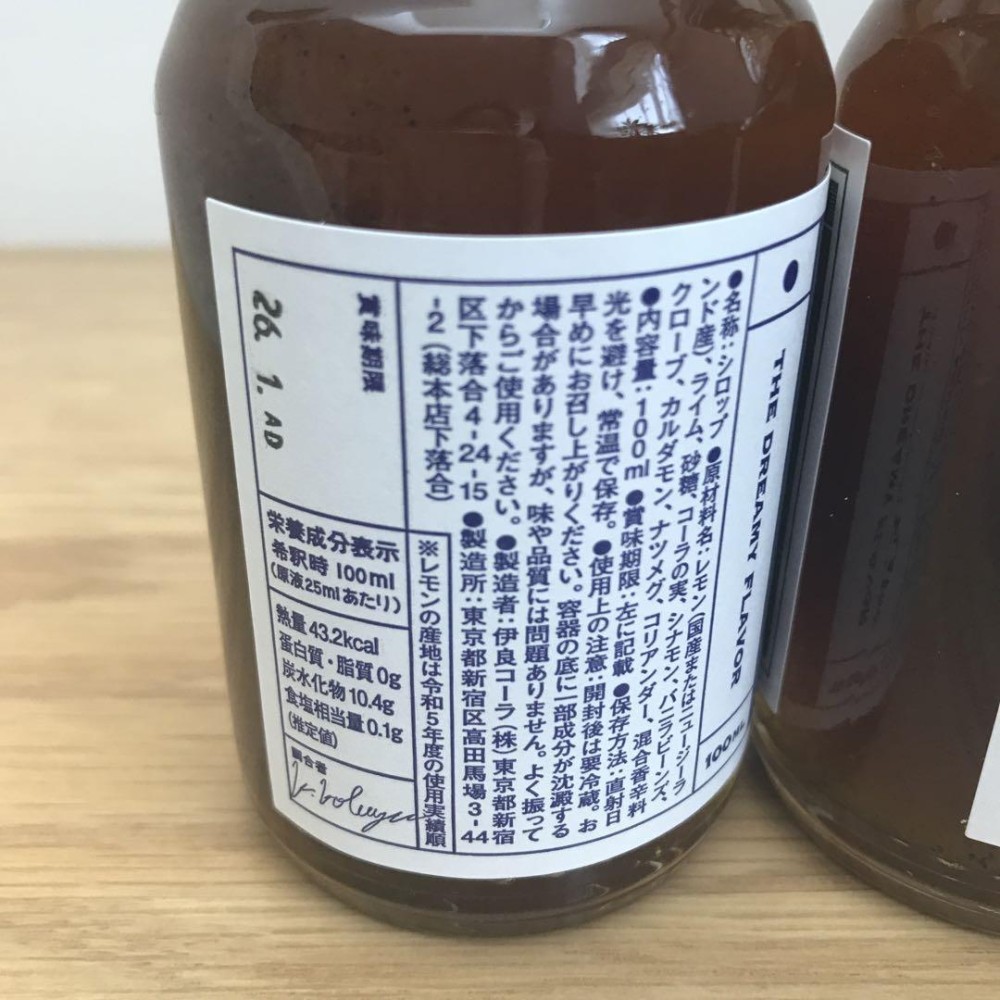 THE DREAMY FLAVOR
100ML
●名称：シロップ ●原材料名：レモン（国産またはニュージーラ
ンド産）、ライム、砂糖、コーラの実、シナモン、バニラビーンズ、
クローブ、カルダモン、ナツメグ、コリアンダー、混合香辛料
●内容量：100ml ●賞味期限：左に記載 ●保存方法：直射日
光を避け、常温で保存。 ●使用上の注意：開封後は要冷蔵。お
早めにお召し上がりください。容器の底に一部成分が沈澱する
場合がありますが、味や品質には問題ありません。よく振って
からご使用ください。 ●製造者：伊良コーラ（株）東京都新宿
区下落合4-24-15 ●製造所：東京都新宿区高田馬場3-44
-2（総本店下落合）
※レモンの産地は令和5年度の使用実績順
賞味期限
26. 1. AD
栄養成分表示
希釈時 100ml
（原液25mlあたり）
熱量 43.2kcal
蛋白質・脂質 0g
炭水化物 10.4g
食塩相当量 0.1g
（推定値）
調合者